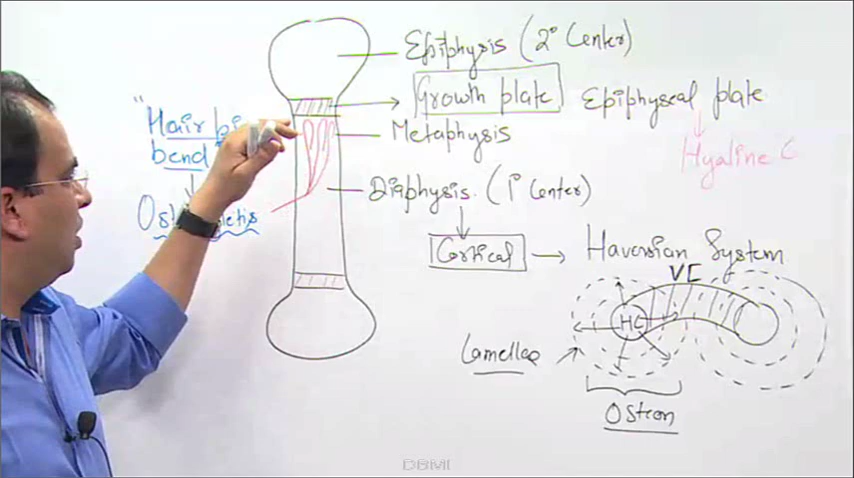 Epiphysis (2° Center)
Growth plate Epiphyseal plate
"Hair
bend
Metaphysis
Hyaline C
Diaphysis. (1° Center)
Cortical → Haversian System
VC
HC
Lamellae
Osteon
DBMI